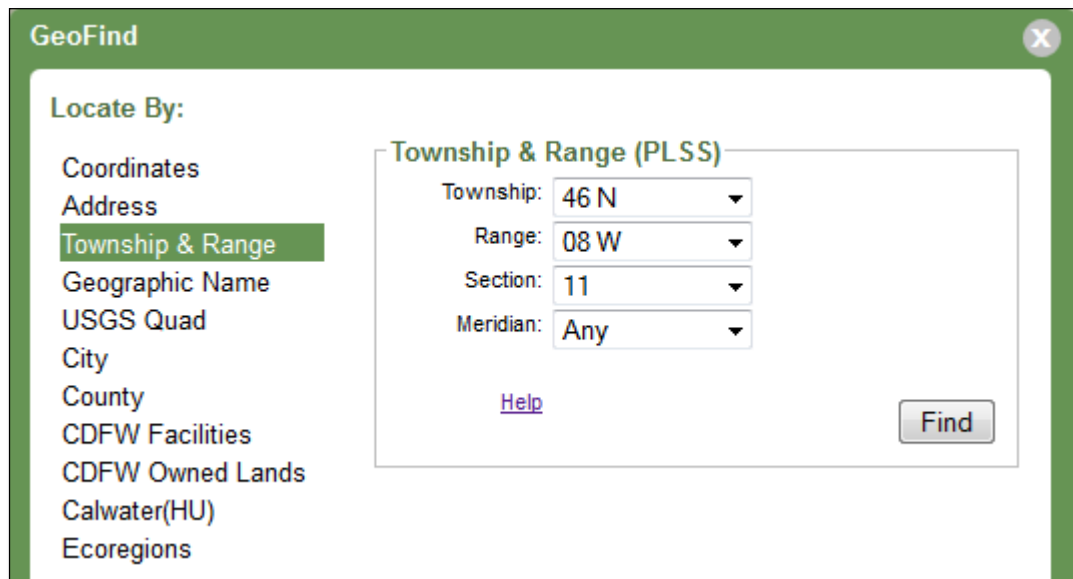 GeoFind
X
Locate By:
Coordinates
Address
Township & Range
Geographic Name
USGS Quad
City
County
CDFW Facilities
CDFW Owned Lands
Calwater(HU)
Ecoregions
Township & Range (PLSS)
Township: 46 N
Range: 08 W
Section: 11
Meridian: Any
Help
Find